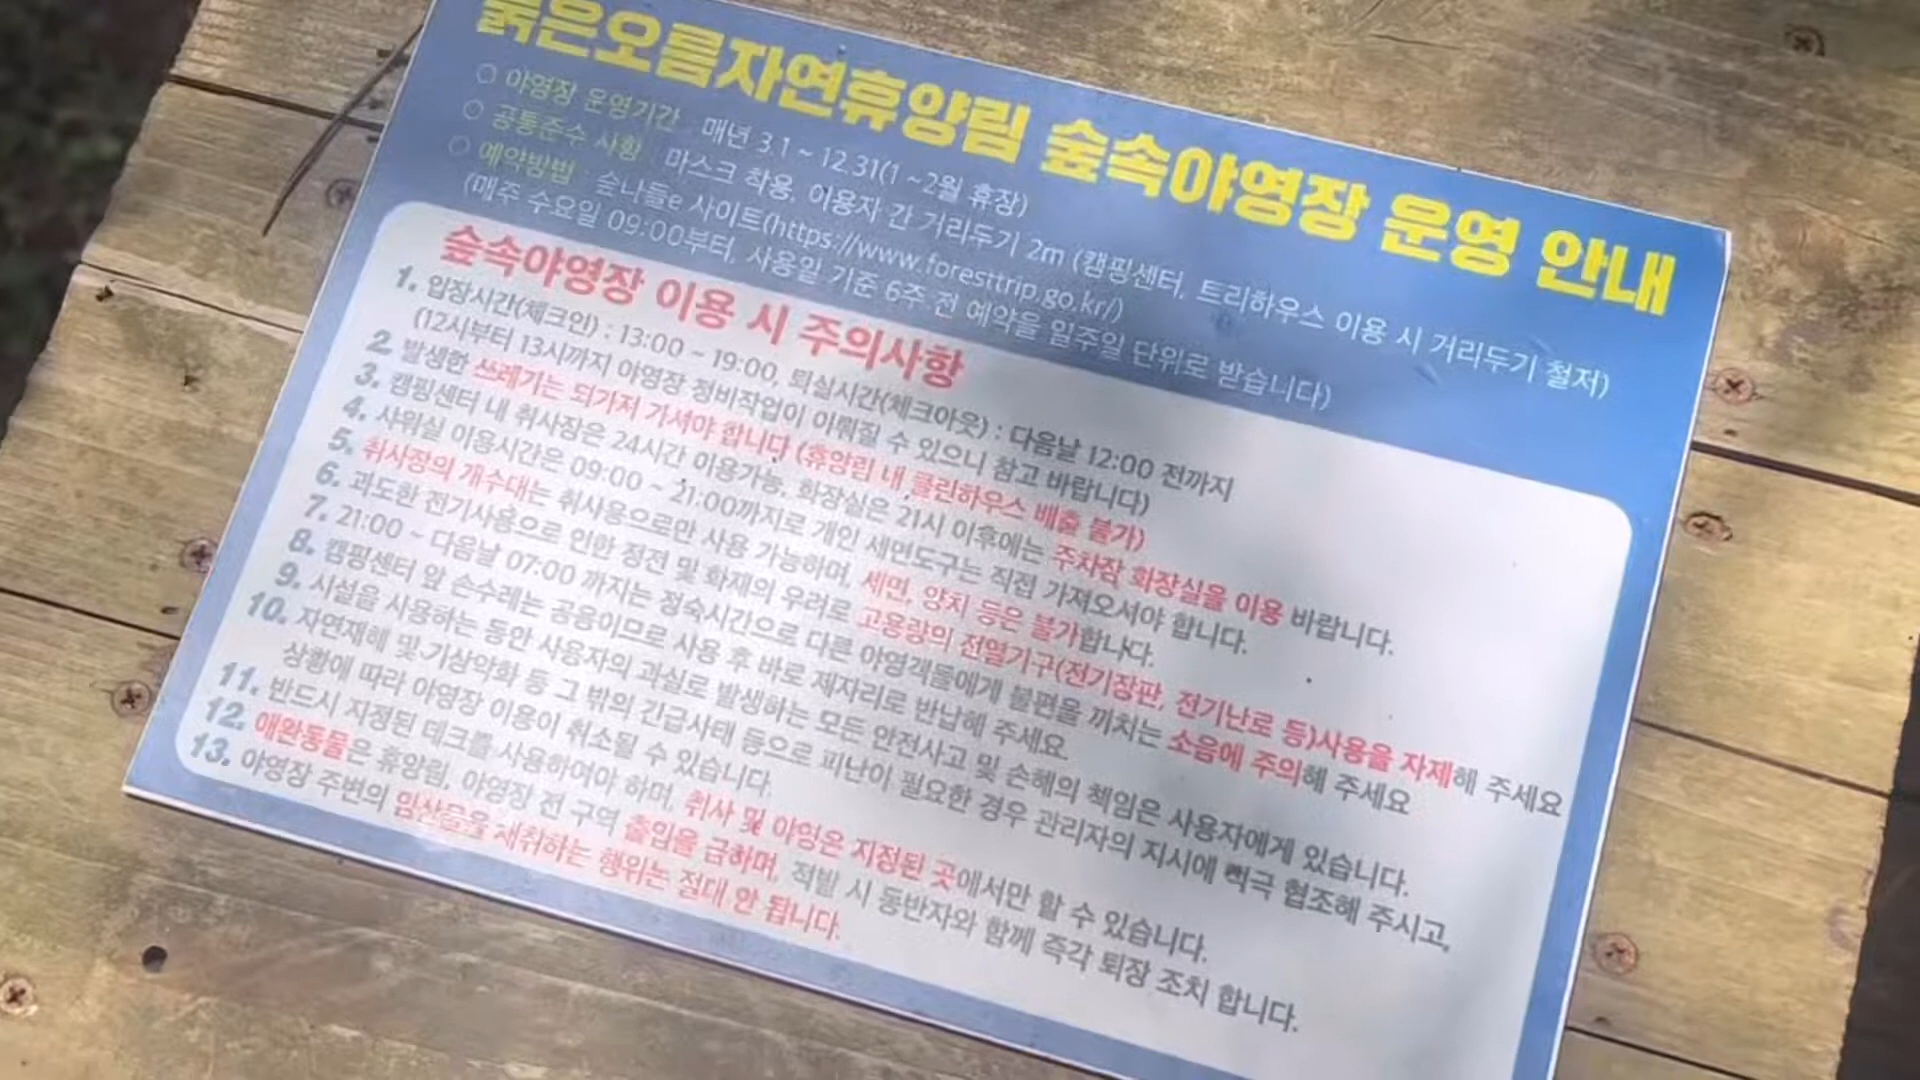 붉은오름자연휴양림 숲속야영장 운영 안내
○ 야영장 운영기간 : 매년 3.1 ~ 12.31(1 ~2월 휴장)
○ 공통준수 사항 : 마스크 착용, 이용자 간 거리두기 2m (캠핑센터, 트리하우스 이용 시 거리두기 철저)
○ 예약방법 : 숲나들e 사이트(https://www.foresttrip.go.kr/)
(매주 수요일 09:00부터, 사용일 기준 6주 전 예약을 일주일 단위로 받습니다)
숲속야영장 이용 시 주의사항
1. 입장시간(체크인) : 13:00 ~ 19:00, 퇴실시간(체크아웃) : 다음날 12:00 전까지
(12시부터 13시까지 야영장 정비작업이 이뤄질 수 있으니 참고 바랍니다)
2. 발생한 쓰레기는 되가져 가셔야 합니다 (휴양림 내 클린하우스 배출 불가)
3. 캠핑센터 내 취사장은 24시간 이용가능, 화장실은 21시 이후에는 주차장 화장실을 이용 바랍니다.
4. 샤워실 이용시간은 09:00 ~ 21:00까지로 개인 세면도구는 직접 가져오셔야 합니다.
5. 취사장의 개수대는 취사용으로만 사용 가능하며, 세면, 양치 등은 불가합니다.
6. 과도한 전기사용으로 인한 정전 및 화재의 우려로 고용량의 전열기구(전기장판, 전기난로 등)사용을 자제해 주세요
7. 21:00 ~ 다음날 07:00 까지는 정숙시간으로 다른 야영객들에게 불편을 끼치는 소음에 주의해 주세요
8. 캠핑센터 앞 손수레는 공용이므로 사용 후 바로 제자리로 반납해 주세요.
9. 시설을 사용하는 동안 사용자의 과실로 발생하는 모든 안전사고 및 손해의 책임은 사용자에게 있습니다.
10. 자연재해 및 기상악화 등 그 밖의 긴급사태 등으로 피난이 필요한 경우 관리자의 지시에 적극 협조해 주시고,
상황에 따라 야영장 이용이 취소될 수 있습니다.
11. 반드시 지정된 데크를 사용하여야 하며, 취사 및 야영은 지정된 곳에서만 할 수 있습니다.
12. 애완동물은 휴양림, 야영장 전 구역 출입을 금하며, 적발 시 동반자와 함께 즉각 퇴장 조치 합니다.
13. 야영장 주변의 임산물을 채취하는 행위는 절대 안 됩니다.